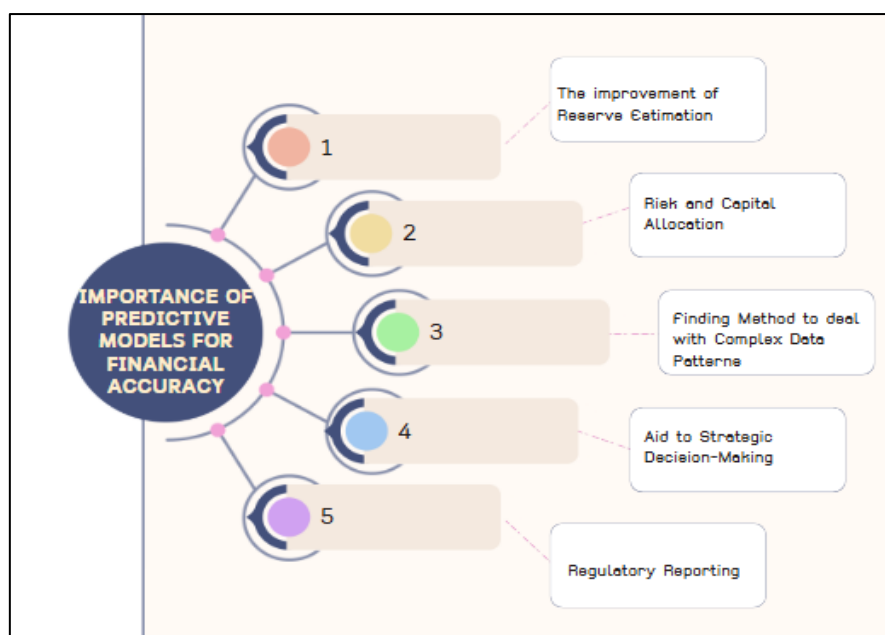 IMPORTANCE OF
PREDICTIVE
MODELS FOR
FINANCIAL
ACCURACY
1
The improvement of
Reserve Estimation
2
Risk and Capital
Allocation
3
Finding Method to deal
with Complex Data
Patterns
4
Aid to Strategic
Decision-Making
5
Regulatory Reporting